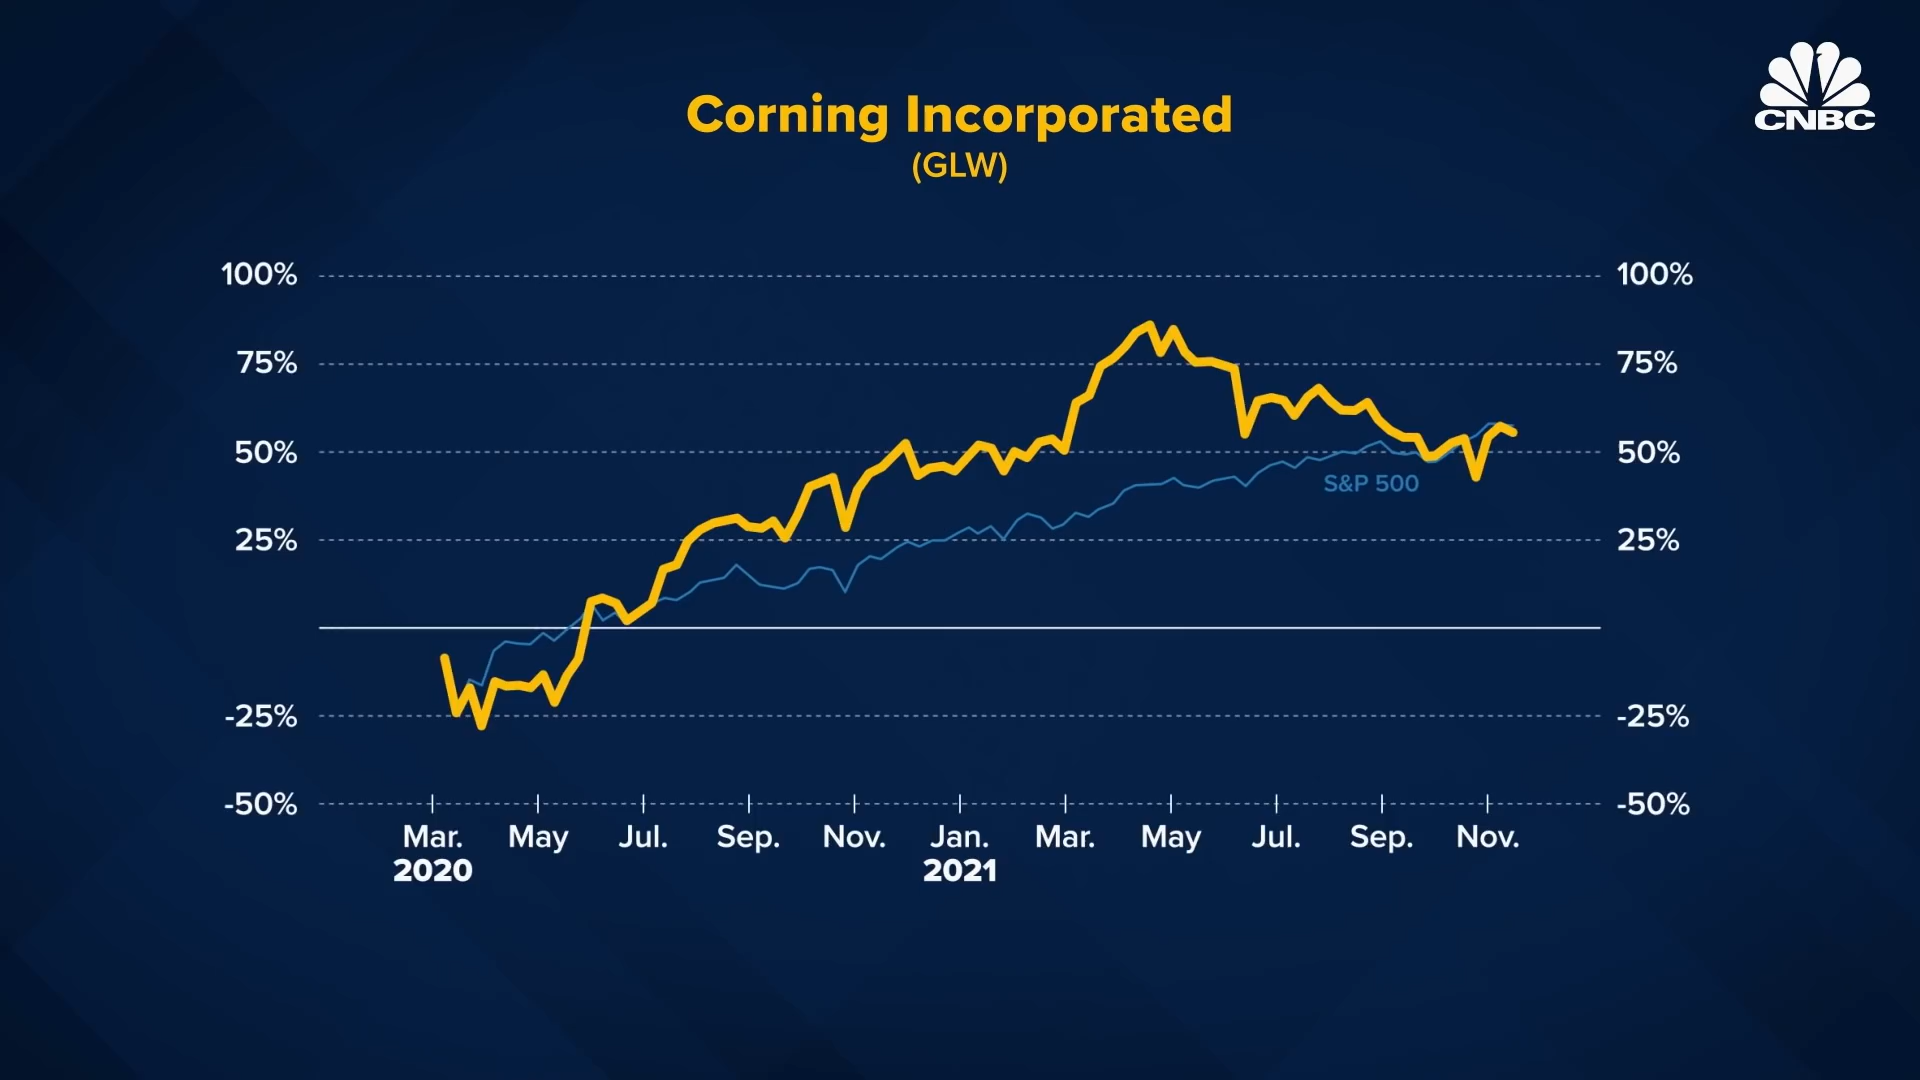 CNBC
Corning Incorporated
(GLW)
100% 100%
75% 75%
50% 50%
S&P 500
25% 25%
-25% -25%
-50% -50%
Mar. May Jul. Sep. Nov. Jan. Mar. May Jul. Sep. Nov.
2020 2021